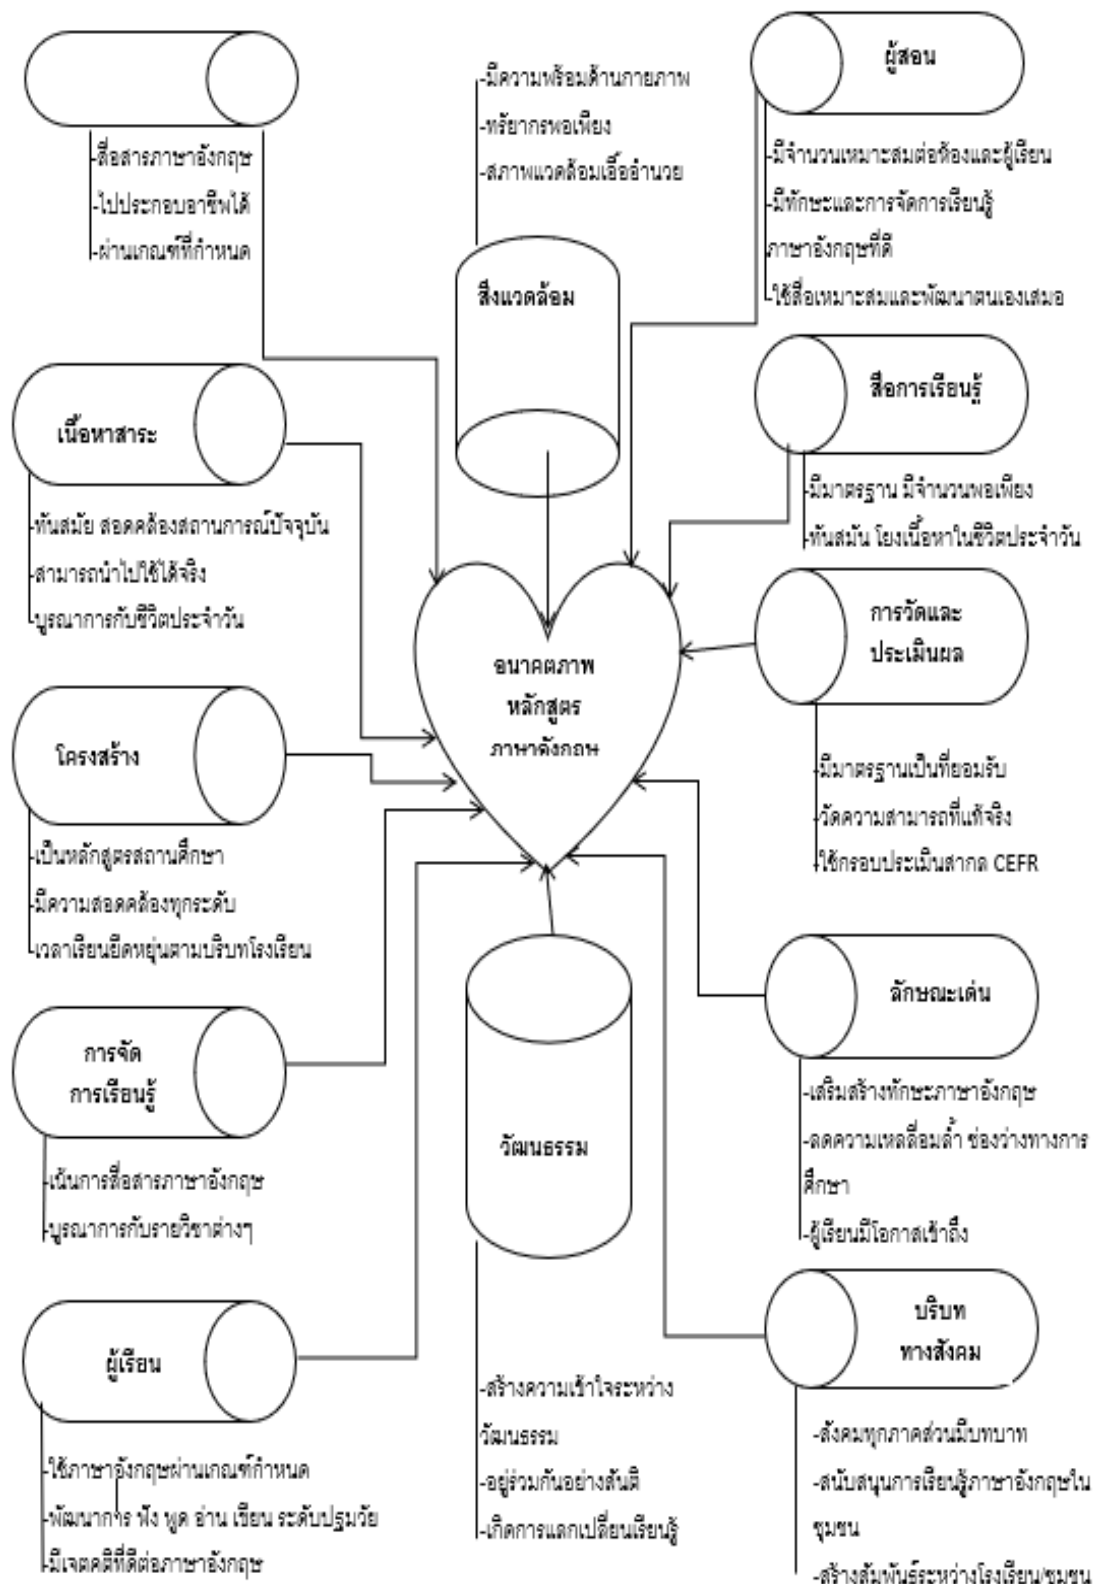 -สื่อสารภาษาอังกฤษ
-ไปประกอบอาชีพได้
-ผ่านเกณฑ์ที่กำหนด
-มีความพร้อมด้านกายภาพ
-ทรัยากรพอเพียง
-สภาพแวดล้อมเอื้ออำนวย
สิ่งแวดล้อม
ผู้สอน
-มีจำนวนเหมาะสมต่อห้องและผู้เรียน
-มีทักษะและการจัดการเรียนรู้
ภาษาอังกฤษที่ดี
-ใช้สื่อเหมาะสมและพัฒนาตนเองเสมอ
เนื้อหาสาระ
-ทันสมัย สอดคล้องสถานการณ์ปัจจุบัน
-สามารถนำไปใช้ได้จริง
-บูรณาการกับชีวิตประจำวัน
สื่อการเรียนรู้
-มีมาตรฐาน มีจำนวนพอเพียง
-ทันสมัน โยงเนื้อหาในชีวิตประจำวัน
อนาคตภาพ
หลักสูตร
ภาษาอังกฤษ
การวัดและ
ประเมินผล
-มีมาตรฐานเป็นที่ยอมรับ
-วัดความสามารถที่แท้จริง
-ใช้กรอบประเมินสากล CEFR
โครงสร้าง
-เป็นหลักสูตรสถานศึกษา
-มีความสอดคล้องทุกระดับ
-เวลาเรียนยืดหยุ่นตามบริบทโรงเรียน
ลักษณะเด่น
-เสริมสร้างทักษะภาษาอังกฤษ
-ลดความเหลื่อมล้ำ ช่องว่างทางการ
ศึกษา
-ผู้เรียนมีโอกาสเข้าถึง
การจัด
การเรียนรู้
-เน้นการสื่อสารภาษาอังกฤษ
-บูรณาการกับรายวิชาต่างๆ
วัฒนธรรม
-สร้างความเข้าใจระหว่าง
วัฒนธรรม
-อยู่ร่วมกันอย่างสันติ
-เกิดการแลกเปลี่ยนเรียนรู้
ผู้เรียน
-ใช้ภาษาอังกฤษผ่านเกณฑ์กำหนด
-พัฒนาการ ฟัง พูด อ่าน เขียน ระดับปฐมวัย
-มีเจตคติที่ดีต่อภาษาอังกฤษ
บริบท
ทางสังคม
-สังคมทุกภาคส่วนมีบทบาท
-สนับสนุนการเรียนรู้ภาษาอังกฤษใน
ชุมชน
-สร้างสัมพันธ์ระหว่างโรงเรียน/ชุมชน